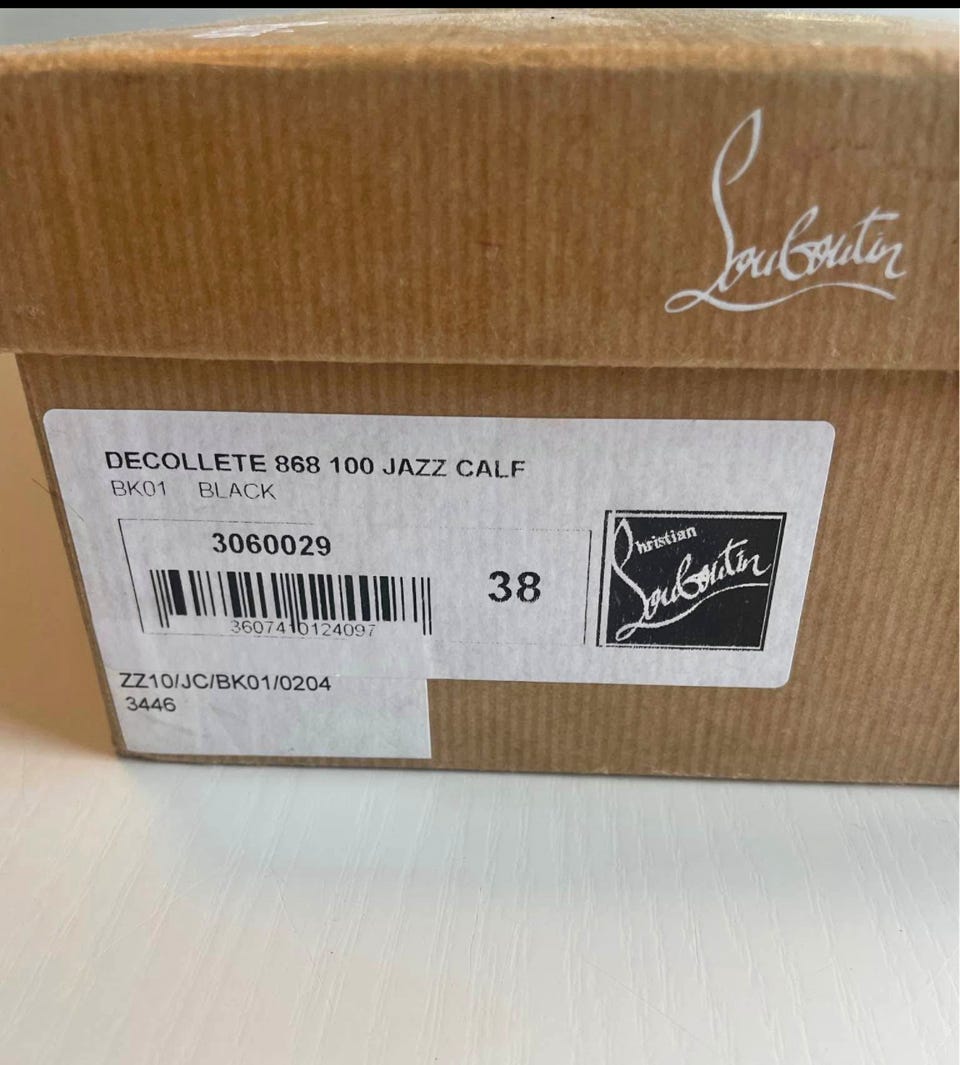 Louboutin
DECOLLETE 868 100 JAZZ CALF
BK01 BLACK
3060029
3607410124097
38
Christian
Louboutin
ZZ10/JC/BK01/0204
3446